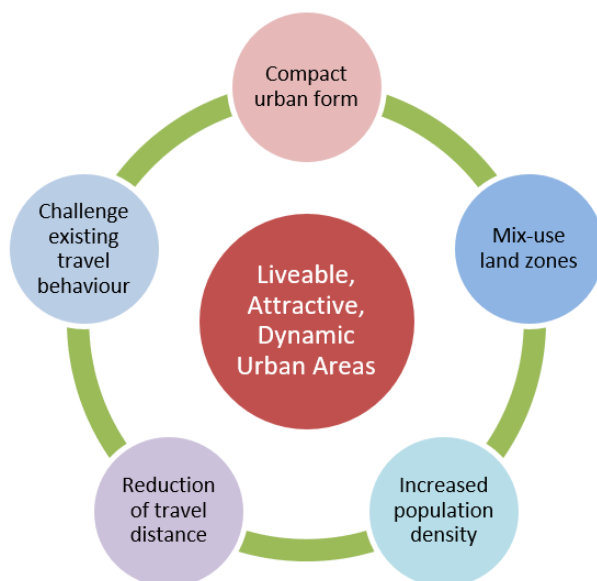 Compact
urban form
Mix-use
land zones
Increased
population
density
Reduction
of travel
distance
Challenge
existing
travel
behaviour
Liveable,
Attractive,
Dynamic
Urban Areas